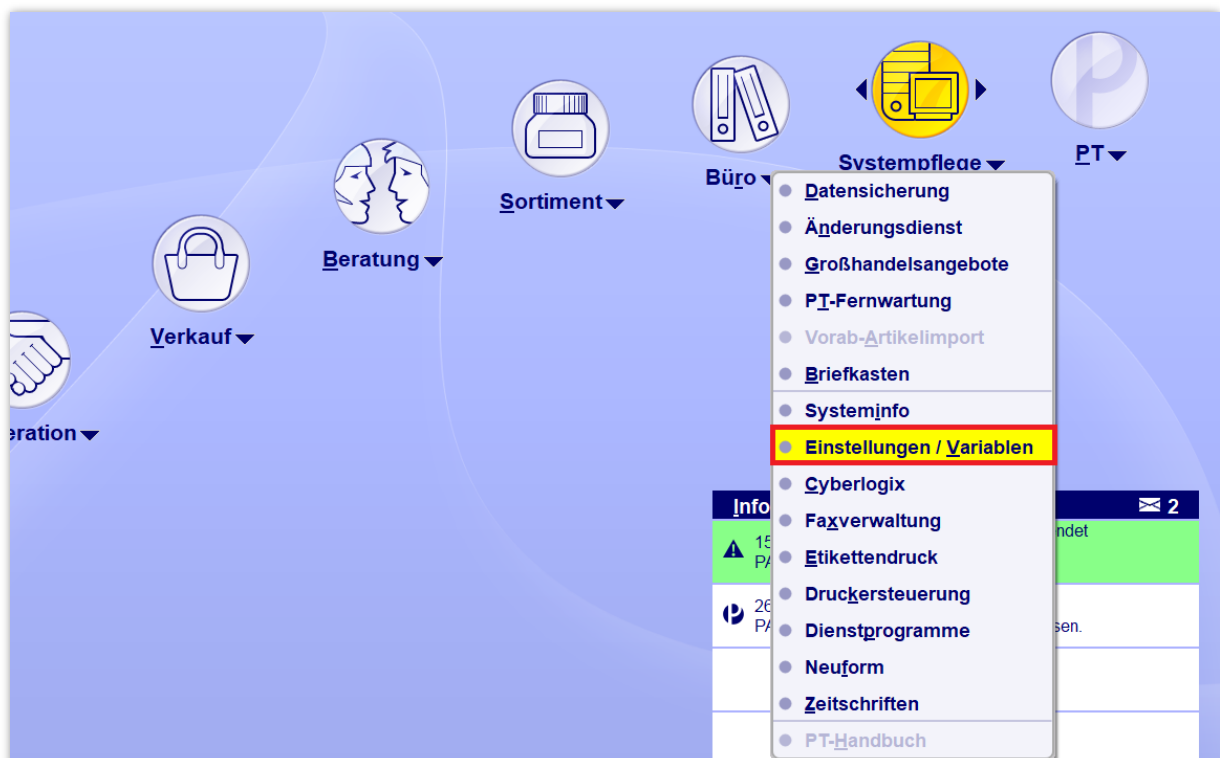 PT
Systempflege
Büro
Sortiment
Beratung
Verkauf
eration
Datensicherung
Änderungsdienst
Großhandelsangebote
PT-Fernwartung
Vorab-Artikelimport
Briefkasten
Systeminfo
Einstellungen / Variablen
Cyberlogix
Faxverwaltung
Etikettendruck
Druckersteuerung
Dienstprogramme
Neuform
Zeitschriften
PT-Handbuch
Info
2
15
ndet
PA
26
PA
sen.